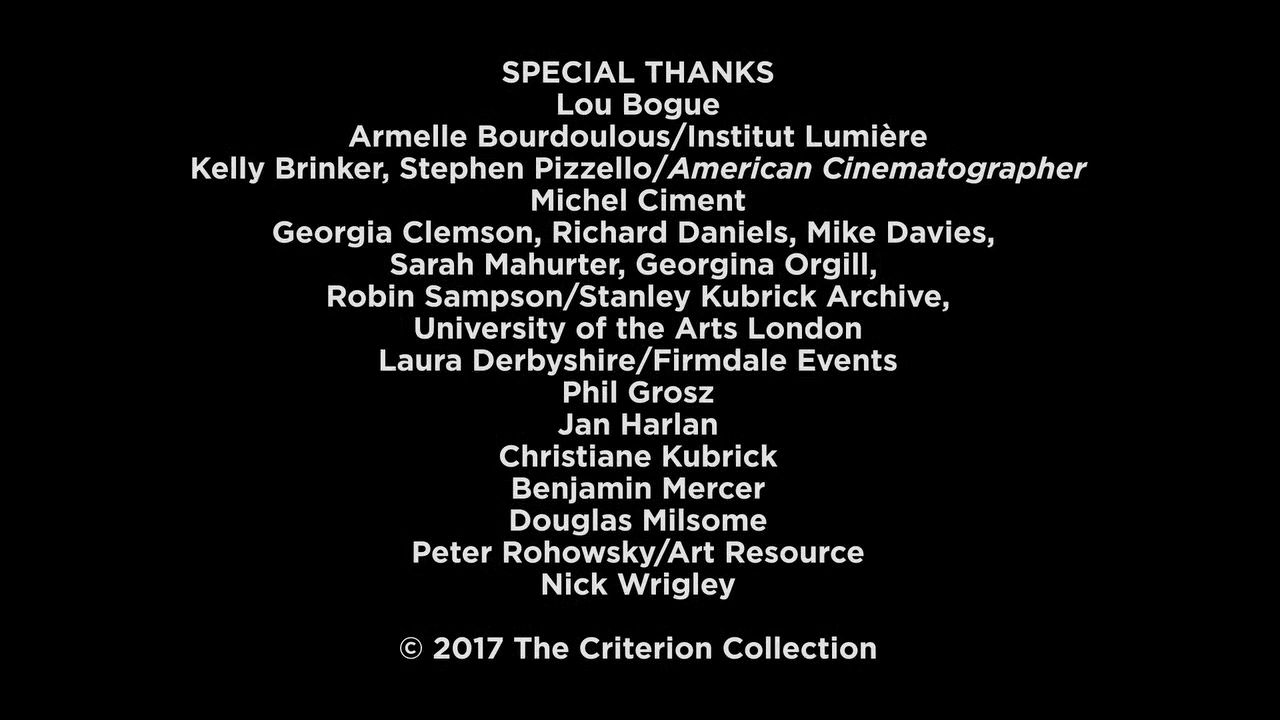 SPECIAL THANKS
Lou Bogue
Armelle Bourdoulous/Institut Lumière
Kelly Brinker, Stephen Pizzello/American Cinematographer
Michel Ciment
Georgia Clemson, Richard Daniels, Mike Davies,
Sarah Mahurter, Georgina Orgill,
Robin Sampson/Stanley Kubrick Archive,
University of the Arts London
Laura Derbyshire/Firmdale Events
Phil Grosz
Jan Harlan
Christiane Kubrick
Benjamin Mercer
Douglas Milsome
Peter Rohowsky/Art Resource
Nick Wrigley
© 2017 The Criterion Collection